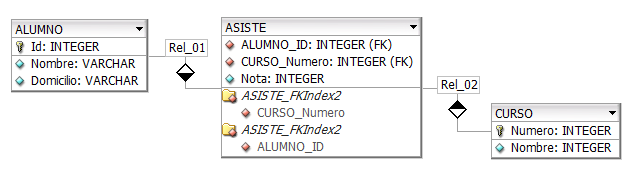 ALUMNO
Id: INTEGER
Nombre: VARCHAR
Domicilio: VARCHAR
Rel_01
ASISTE
ALUMNO_ID: INTEGER (FK)
CURSO_Numero: INTEGER (FK)
Nota: INTEGER
ASISTE_FKIndex2
CURSO_Numero
ASISTE_FKIndex2
ALUMNO_ID
Rel_02
CURSO
Numero: INTEGER
Nombre: INTEGER